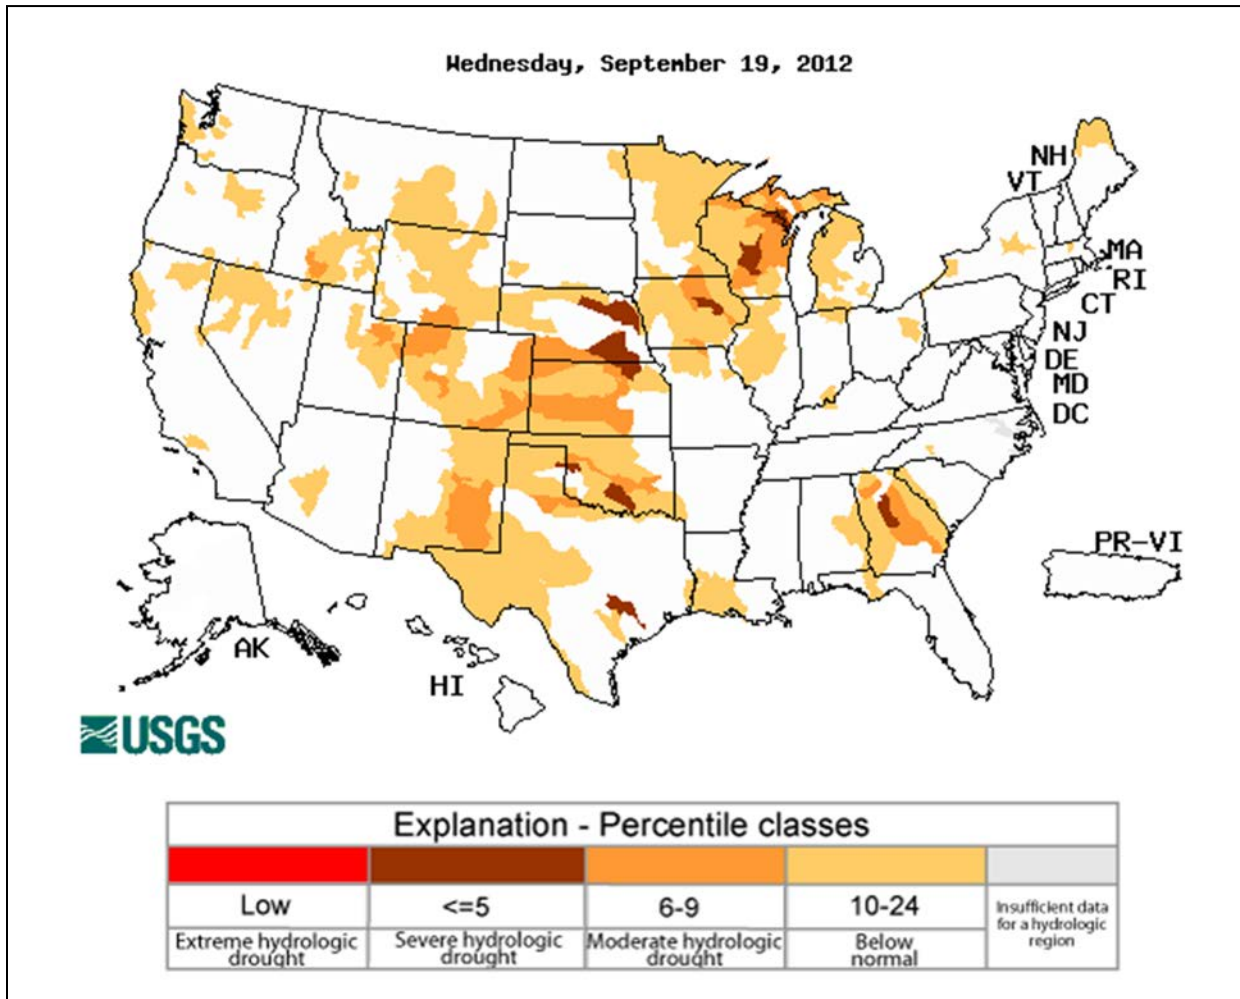 Wednesday, September 19, 2012
NH
VT
MA
RI
CT
NJ
DE
MD
DC
PR-VI
AK
HI
USGS
Explanation - Percentile classes
Low
<=5
6-9
10-24
Insufficient data
for a hydrologic
region
Extreme hydrologic
drought
Severe hydrologic
drought
Moderate hydrologic
drought
Below
normal